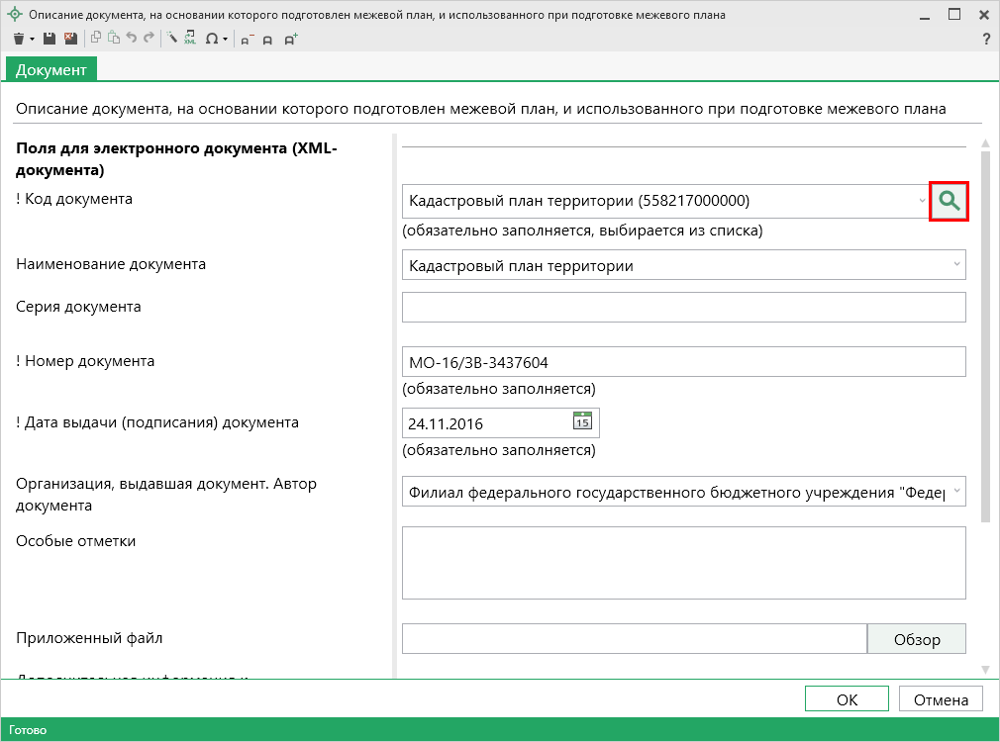 Описание документа, на основании которого подготовлен межевой план, и использованного при подготовке межевого плана
XML
Ω
A−
A
A+
?
Документ
Описание документа, на основании которого подготовлен межевой план, и использованного при подготовке межевого плана
Поля для электронного документа (XML-
документа)
! Код документа
Кадастровый план территории (558217000000)
(обязательно заполняется, выбирается из списка)
Наименование документа
Кадастровый план территории
Серия документа
! Номер документа
МО-16/ЗВ-3437604
(обязательно заполняется)
! Дата выдачи (подписания) документа
24.11.2016
15
(обязательно заполняется)
Организация, выдавшая документ. Автор
документа
Филиал федерального государственного бюджетного учреждения "Федер
Особые отметки
Приложенный файл
Обзор
Дополнительная информация и
OK
Отмена
Готово